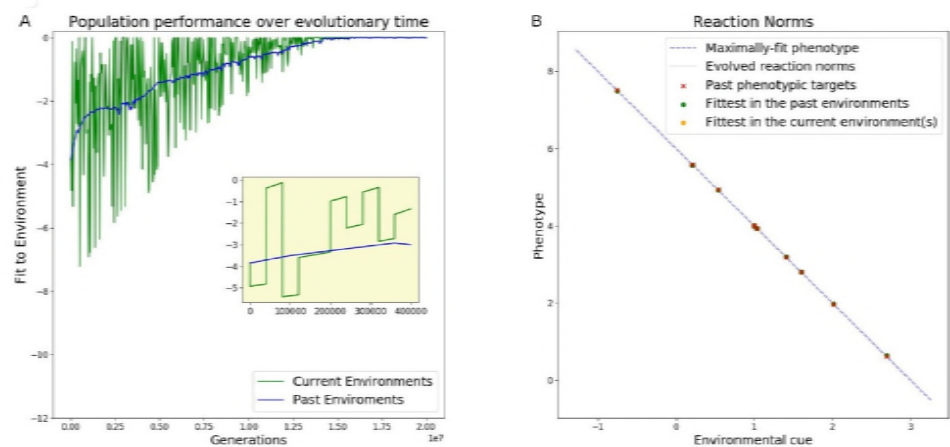 A
Population performance over evolutionary time
Fit to Environment
0
−2
−4
−6
−8
−10
−12
0
−1
−2
−3
−4
−5
0 100000 200000 300000 400000
Current Environments
Past Enviroments
0.00 0.25 0.50 0.75 1.00 1.25 1.50 1.75 2.00
1e7
Generations
B
Reaction Norms
Phenotype
8
6
4
2
0
Maximally-fit phenotype
Evolved reaction norms
Past phenotypic targets
Fittest in the past environments
Fittest in the current environment(s)
−1 0 1 2 3
Environmental cue